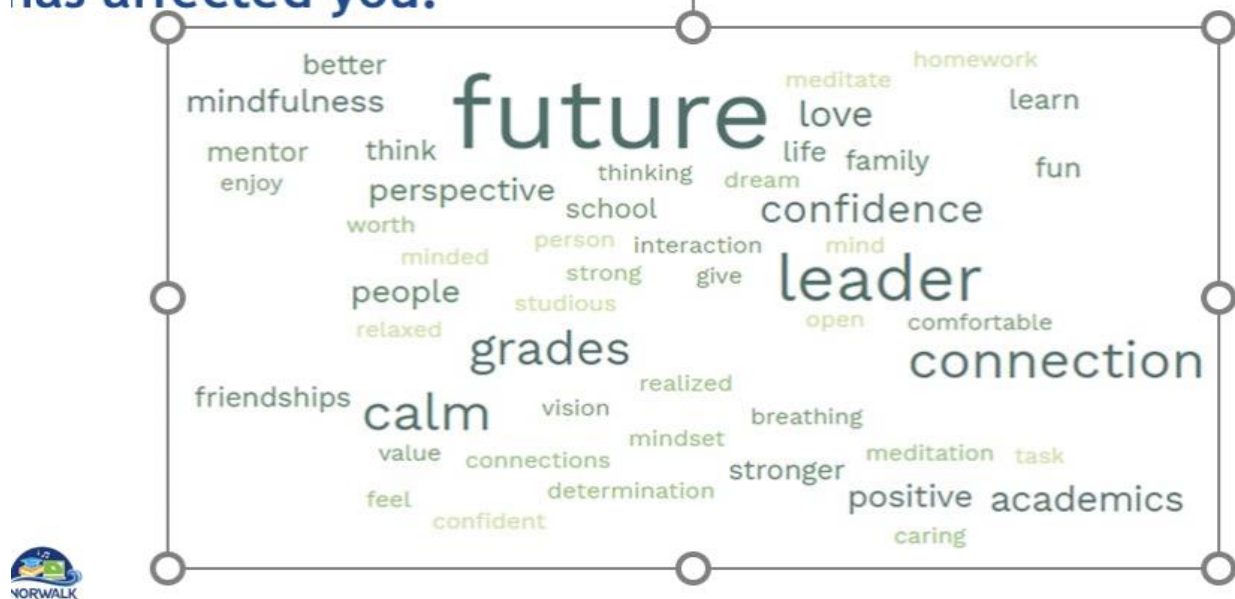 has affected you?
better
homework
future
meditate
mindfulness
love
learn
mentor
think
life
family
fun
enjoy
thinking
dream
perspective
school
confidence
worth
person
interaction
mind
minded
strong
give
leader
people
studious
relaxed
open
comfortable
grades
connection
realized
friendships
calm
vision
breathing
mindset
value
connections
meditation
task
stronger
feel
determination
positive
academics
confident
caring
NORWALK